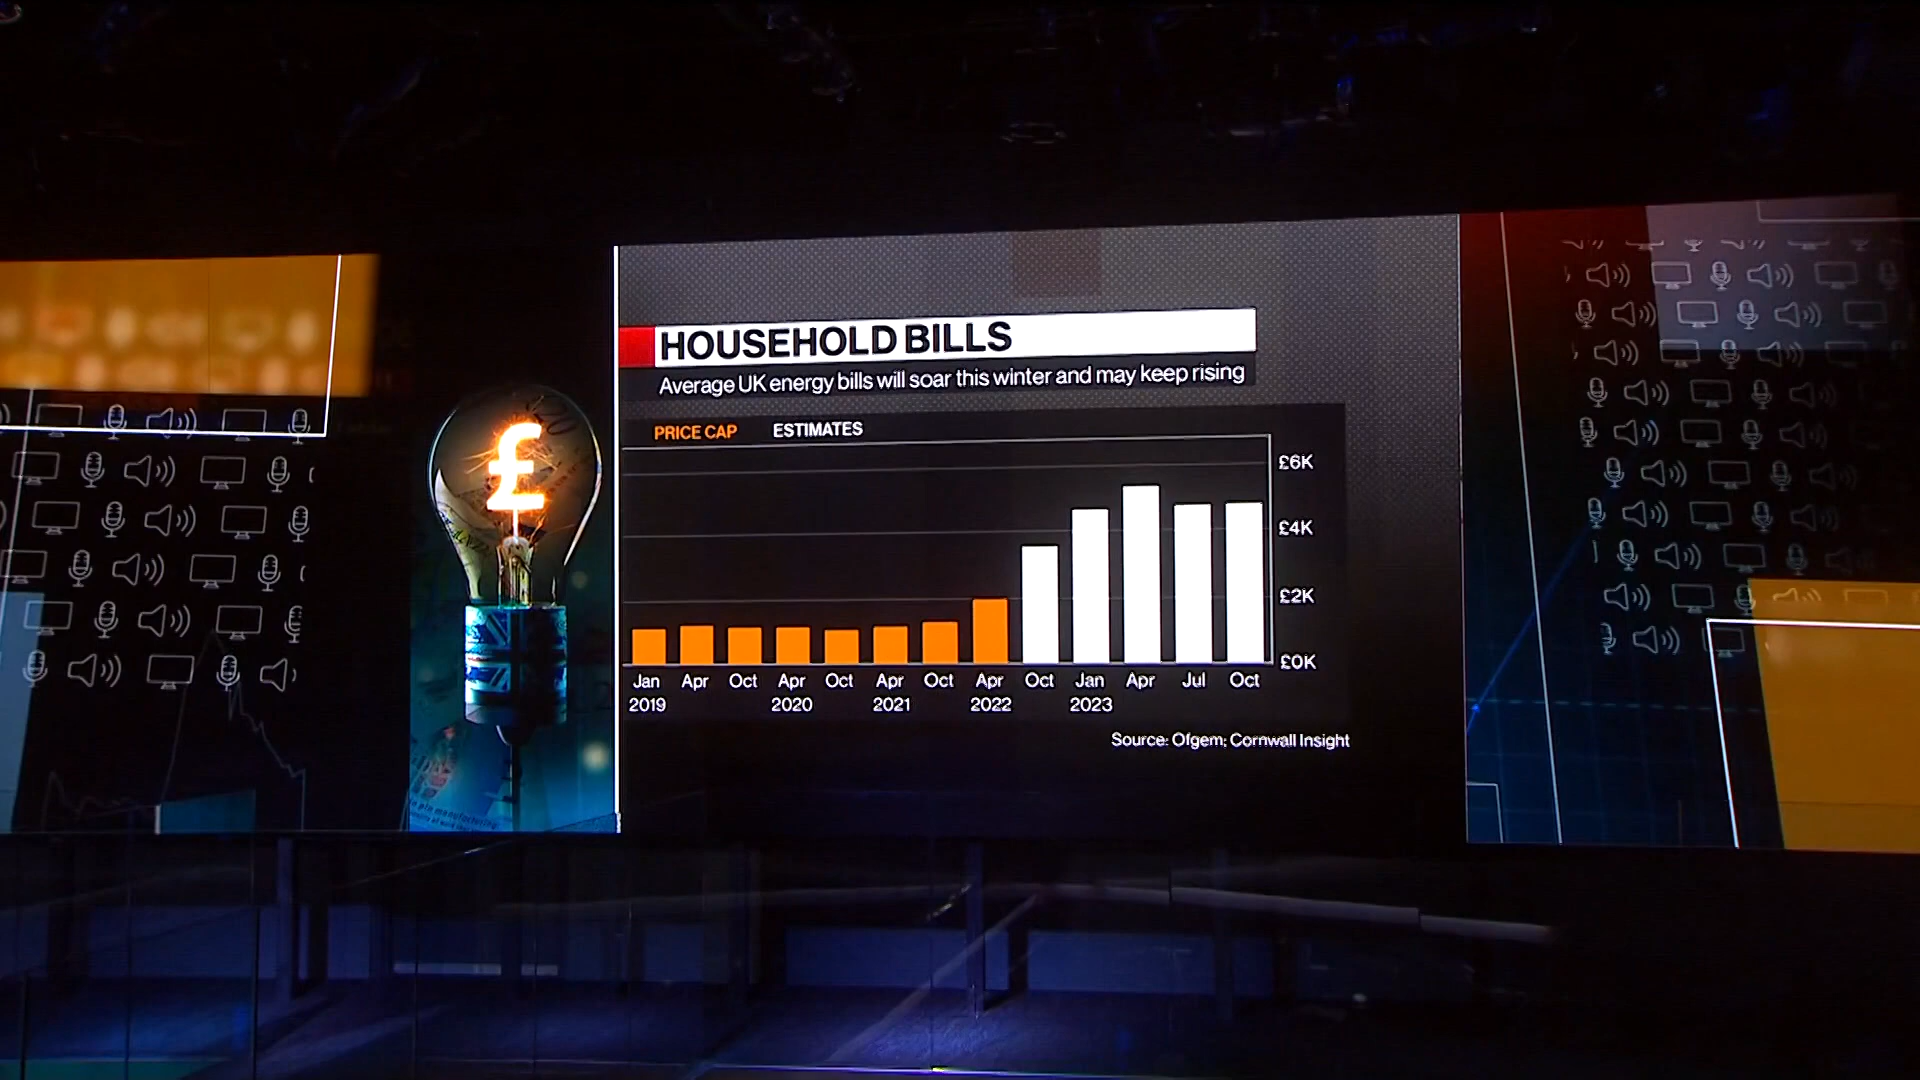 HOUSEHOLD BILLS
Average UK energy bills will soar this winter and may keep rising
PRICE CAP ESTIMATES
£6K
£4K
£2K
£0K
Jan Apr Oct Apr Oct Apr Oct Apr Oct Jan Apr Jul Oct
2019 2020 2021 2022 2023
Source: Ofgem; Cornwall Insight
£